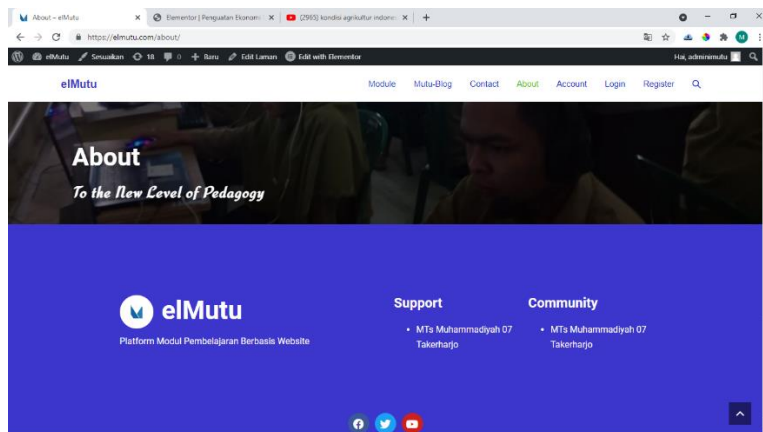 About – elMutu
Elementor | Penguatan Ekonomi
(2965) kondisi agrikultur indones
https://elmutu.com/about/
elMutu
Sesuaikan
18
0
Baru
Edit Laman
Edit with Elementor
Hai, adminimutu
elMutu
Module
Mutu-Blog
Contact
About
Account
Login
Register
About
To the New Level of Pedagogy
elMutu
Platform Modul Pembelajaran Berbasis Website
Support
MTs Muhammadiyah 07
Takerharjo
Community
MTs Muhammadiyah 07
Takerharjo